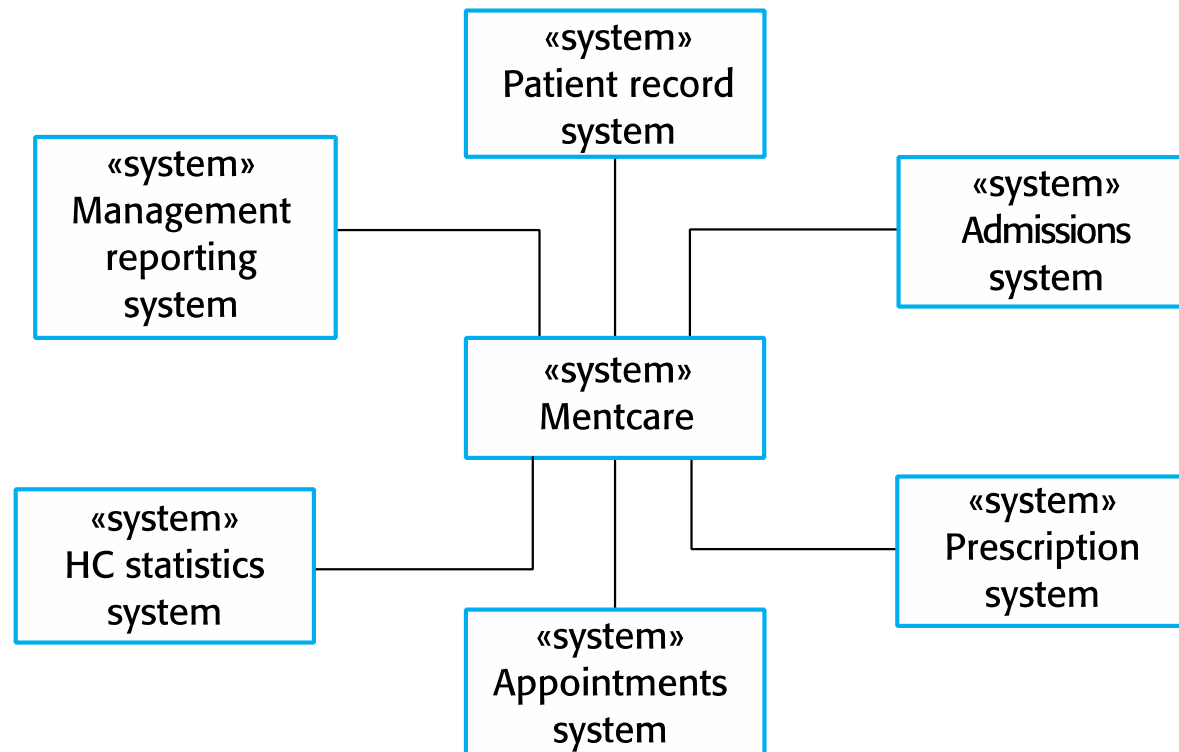 «system»
Patient record
system
«system»
Management
reporting
system
«system»
Admissions
system
«system»
Mentcare
«system»
HC statistics
system
«system»
Prescription
system
«system»
Appointments
system